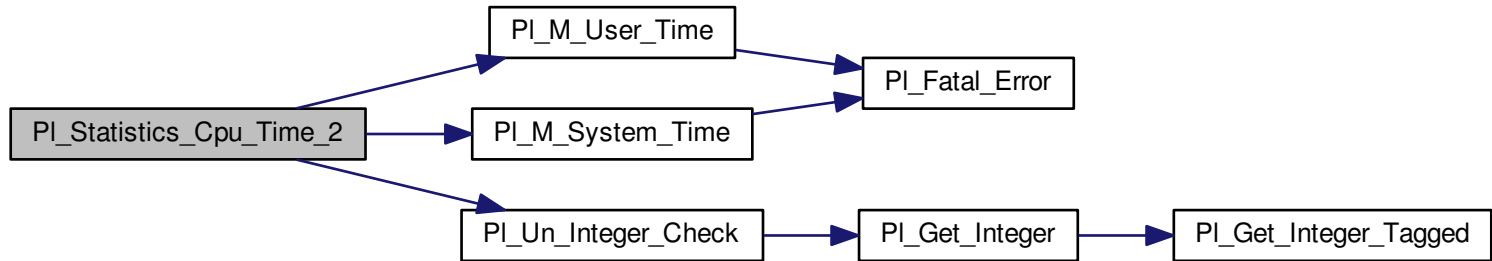 Pl_M_User_Time
Pl_Fatal_Error
Pl_Statistics_Cpu_Time_2
Pl_M_System_Time
Pl_Un_Integer_Check
Pl_Get_Integer
Pl_Get_Integer_Tagged